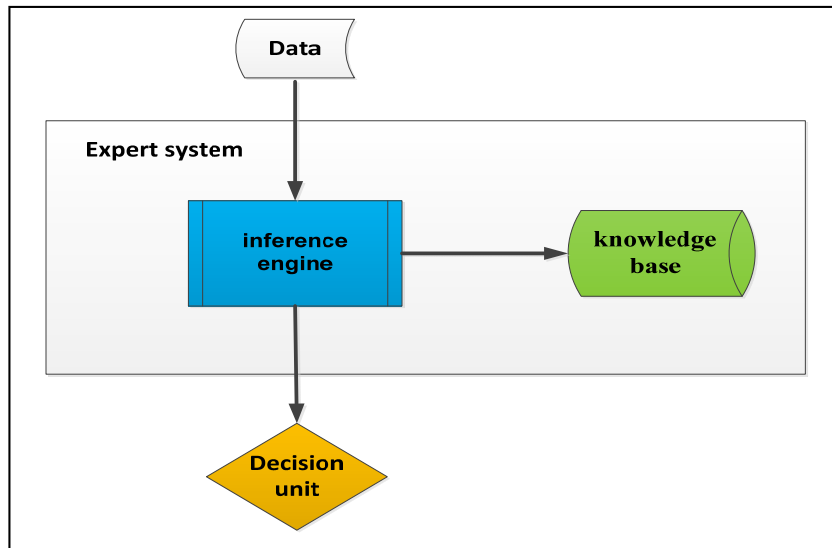 Data
Expert system
inference
engine
knowledge
base
Decision
unit